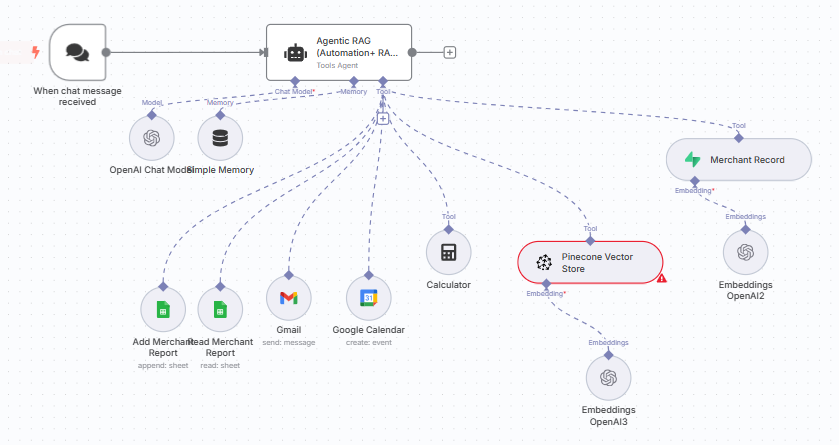 Agentic RAG
(Automation+ RA...
Tools Agent
When chat message
received
Chat Model*
Memory
Tool
Model
Memory
OpenAI Chat Model
Simple Memory
Tool
Merchant Record
Embedding*
Embeddings
Embeddings
OpenAI2
Tool
Calculator
Tool
Pinecone Vector
Store
Embedding*
Embeddings
Embeddings
OpenAI3
Add Merchant
Report
append: sheet
Read Merchant
Report
read: sheet
Gmail
send: message
31
Google Calendar
create: event